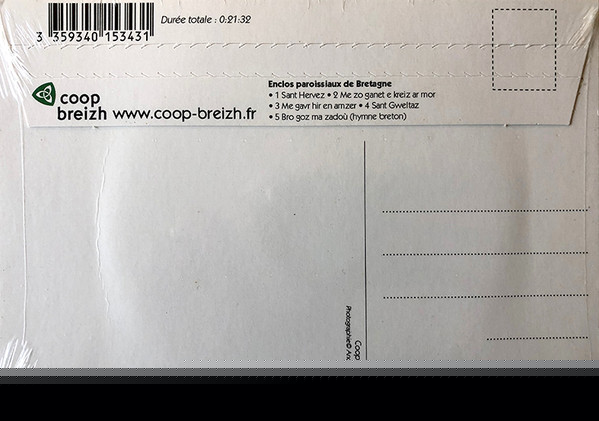 3 359340 153431
Durée totale : 0:21:32
coop
breizh www.coop-breizh.fr
Enclos paroissiaux de Bretagne
• 1 Sant Hervez • 2 Me zo ganet e kreiz ar mor
• 3 Me gavr hir en amzer • 4 Sant Gweltaz
• 5 Bro goz ma zadoù (hymne breton)
Coop
Photographie©